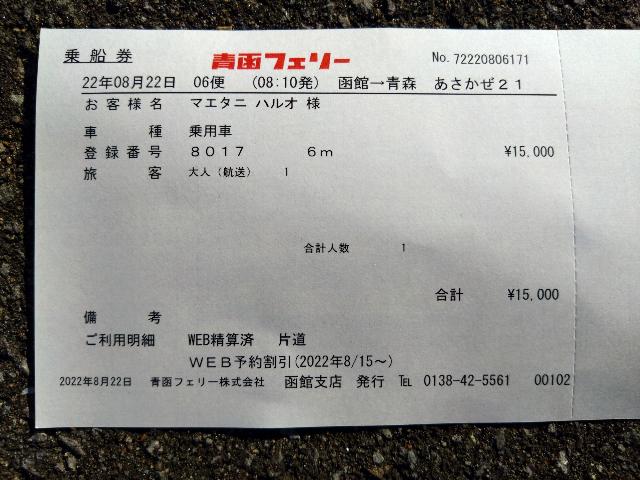 乗船券 青函フェリー No. 72220806171
22年08月22日 06便 (08:10発) 函館→青森 あさかぜ21
お客様名 マエタニ ハルオ 様
車種 乗用車
登録番号 8017 6m ¥15,000
旅客 大人(航送) 1
合計人数 1
合計 ¥15,000
備考
ご利用明細 WEB精算済 片道
WEB予約割引(2022年8/15～)
2022年8月22日 青函フェリー株式会社 函館支店 発行 ℡ 0138-42-5561 00102